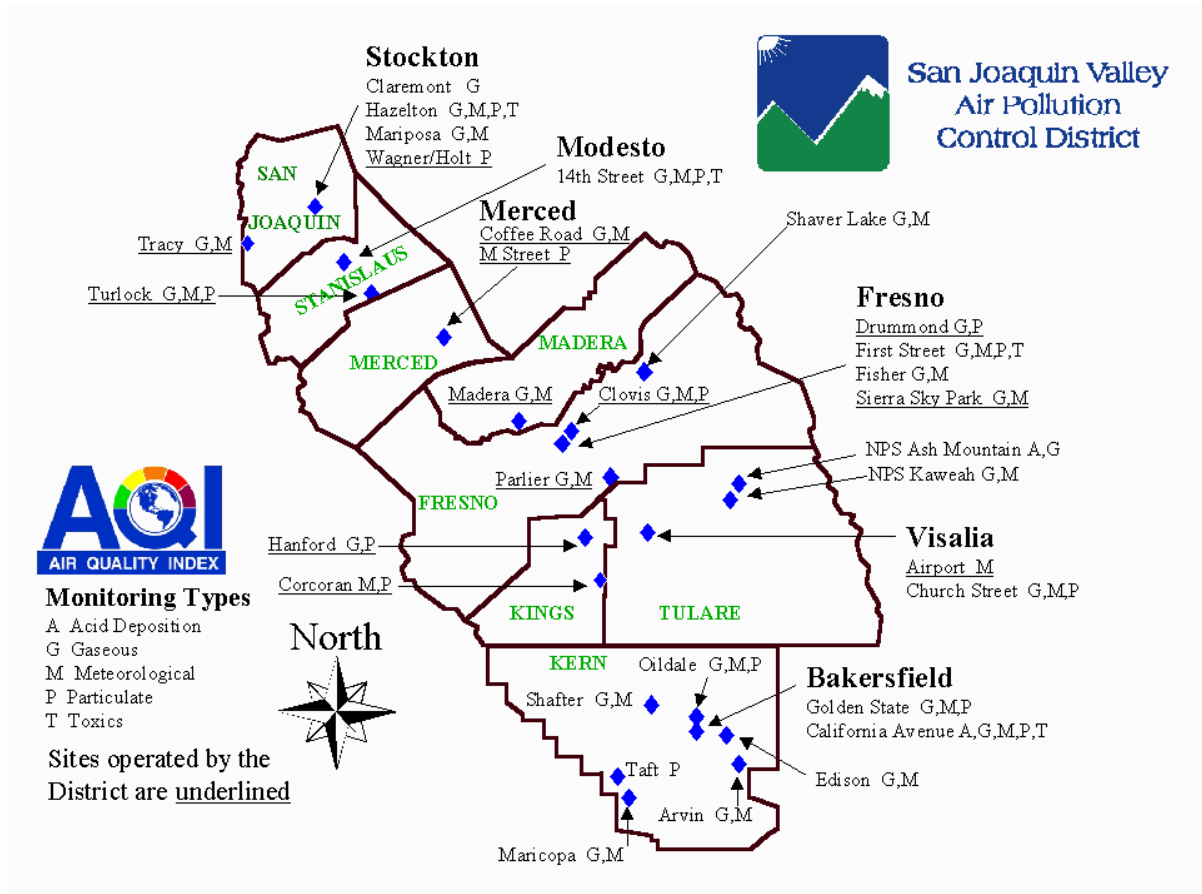 Stockton
Claremont G
Hazelton G,M,P,T
Mariposa G,M
Wagner/Holt P
San Joaquin Valley
Air Pollution
Control District
Modesto
14th Street G,M,P,T
SAN
JOAQUIN
Merced
Coffee Road G,M
M Street P
Shaver Lake G,M
Tracy G,M
STANISLAUS
Turlock G,M,P
Fresno
Drummond G,P
First Street G,M,P,T
Fisher G,M
Sierra Sky Park G,M
MADERA
MERCED
Madera G,M
Clovis G,M,P
NPS Ash Mountain A,G
NPS Kaweah G,M
Parlier G,M
FRESNO
AQI
AIR QUALITY INDEX
Hanford G,P
Visalia
Airport M
Church Street G,M,P
Corcoran M,P
KINGS
TULARE
Monitoring Types
A Acid Deposition
G Gaseous
M Meteorological
P Particulate
T Toxics
North
KERN
Oildale G,M,P
Shafter G,M
Bakersfield
Golden State G,M,P
California Avenue A,G,M,P,T
Sites operated by the
District are underlined
Taft P
Edison G,M
Arvin G,M
Maricopa G,M